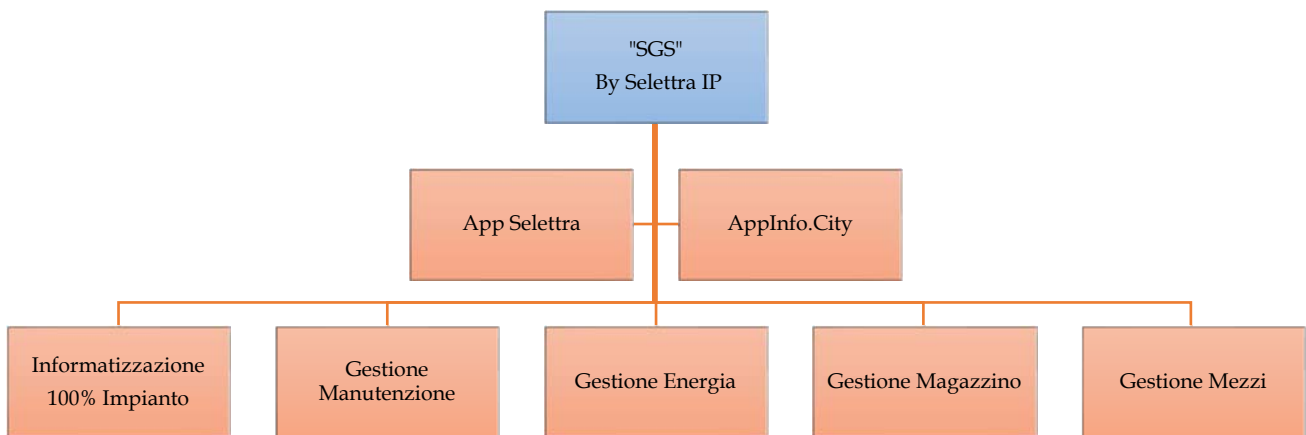 "SGS"
By Selettra IP
App Selettra
AppInfo.City
Informatizzazione
100% Impianto
Gestione
Manutenzione
Gestione Energia
Gestione Magazzino
Gestione Mezzi